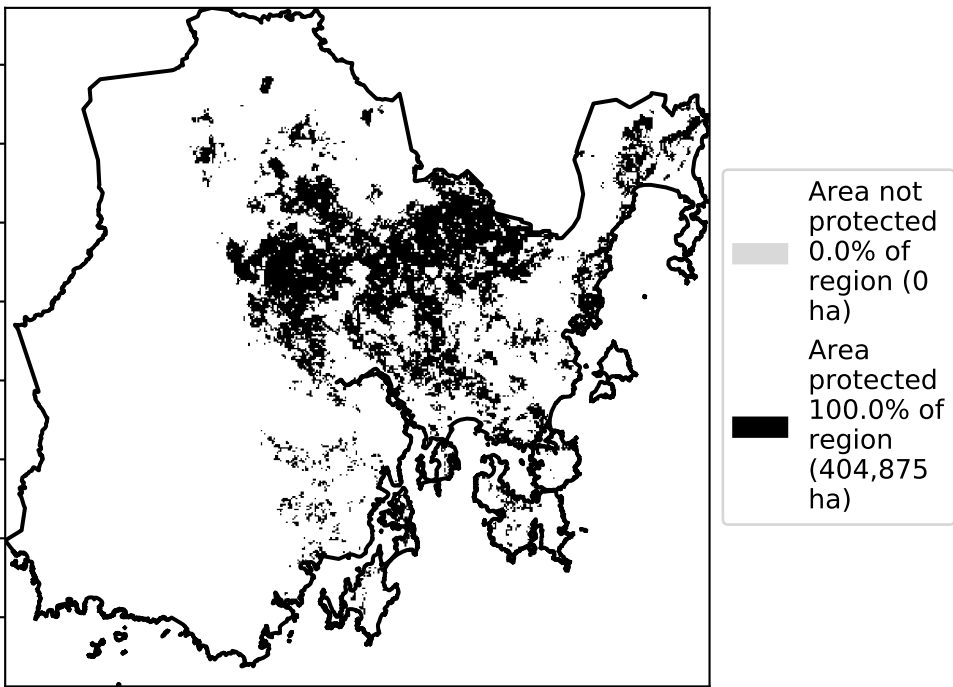 Area not
protected
0.0% of
region (0
ha)
Area
protected
100.0% of
region
(404,875
ha)